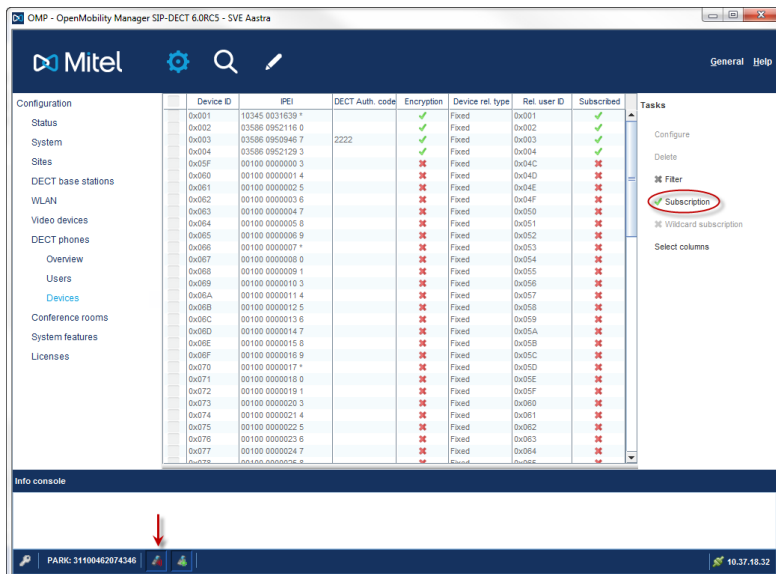 OMP - OpenMobility Manager SIP-DECT 6.0RC5 - SVE Aastra
Mitel
General Help
Configuration
Status
System
Sites
DECT base stations
WLAN
Video devices
DECT phones
Overview
Users
Devices
Conference rooms
System features
Licenses
Device ID IPEI DECT Auth. code Encryption Device rel. type Rel. user ID Subscribed
0x001 10345 0031639 * Fixed 0x001
0x002 03586 0952116 0 Fixed 0x002
0x003 03586 0950946 7 2222 Fixed 0x003
0x004 03586 0952129 3 Fixed 0x004
0x05F 00100 0000000 3 Fixed 0x04C
0x060 00100 0000001 4 Fixed 0x04D
0x061 00100 0000002 5 Fixed 0x04E
0x062 00100 0000003 6 Fixed 0x04F
0x063 00100 0000004 7 Fixed 0x050
0x064 00100 0000005 8 Fixed 0x051
0x065 00100 0000006 9 Fixed 0x052
0x066 00100 0000007 * Fixed 0x053
0x067 00100 0000008 0 Fixed 0x054
0x068 00100 0000009 1 Fixed 0x055
0x069 00100 0000010 3 Fixed 0x056
0x06A 00100 0000011 4 Fixed 0x057
0x06B 00100 0000012 5 Fixed 0x058
0x06C 00100 0000013 6 Fixed 0x059
0x06D 00100 0000014 7 Fixed 0x05A
0x06E 00100 0000015 8 Fixed 0x05B
0x06F 00100 0000016 9 Fixed 0x05C
0x070 00100 0000017 * Fixed 0x05D
0x071 00100 0000018 0 Fixed 0x05E
0x072 00100 0000019 1 Fixed 0x05F
0x073 00100 0000020 3 Fixed 0x060
0x074 00100 0000021 4 Fixed 0x061
0x075 00100 0000022 5 Fixed 0x062
0x076 00100 0000023 6 Fixed 0x063
0x077 00100 0000024 7 Fixed 0x064
Tasks
Configure
Delete
Filter
Subscription
Wildcard subscription
Select columns
Info console
PARK: 31100462074346
10.37.18.32